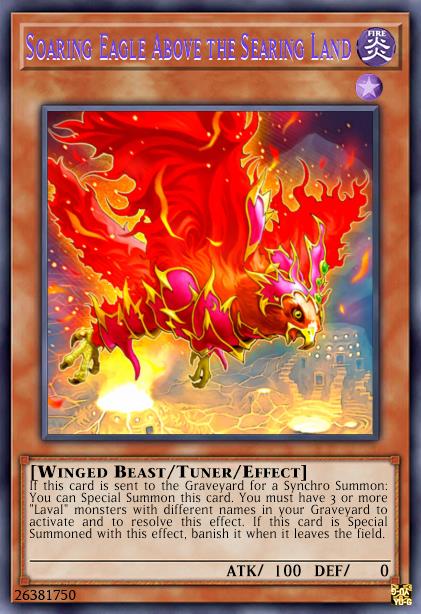 Soaring Eagle Above the Searing Land
FIRE
炎
[Winged Beast/Tuner/Effect]
If this card is sent to the Graveyard for a Synchro Summon:
You can Special Summon this card. You must have 3 or more
"Laval" monsters with different names in your Graveyard to
activate and to resolve this effect. If this card is Special
Summoned with this effect, banish it when it leaves the field.
ATK/ 100 DEF/ 0
26381750